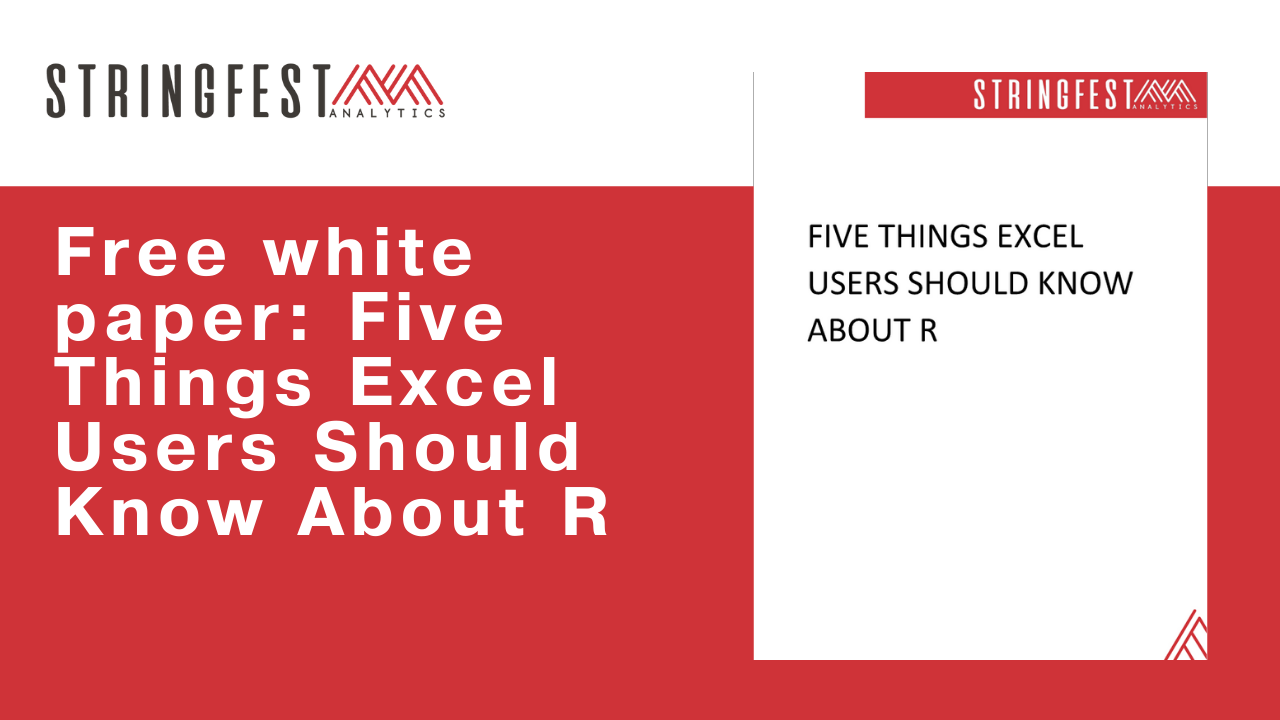 STRINGFEST
ANALYTICS
Free white
paper: Five
Things Excel
Users Should
Know About R
STRINGFEST
ANALYTICS
FIVE THINGS EXCEL
USERS SHOULD KNOW
ABOUT R